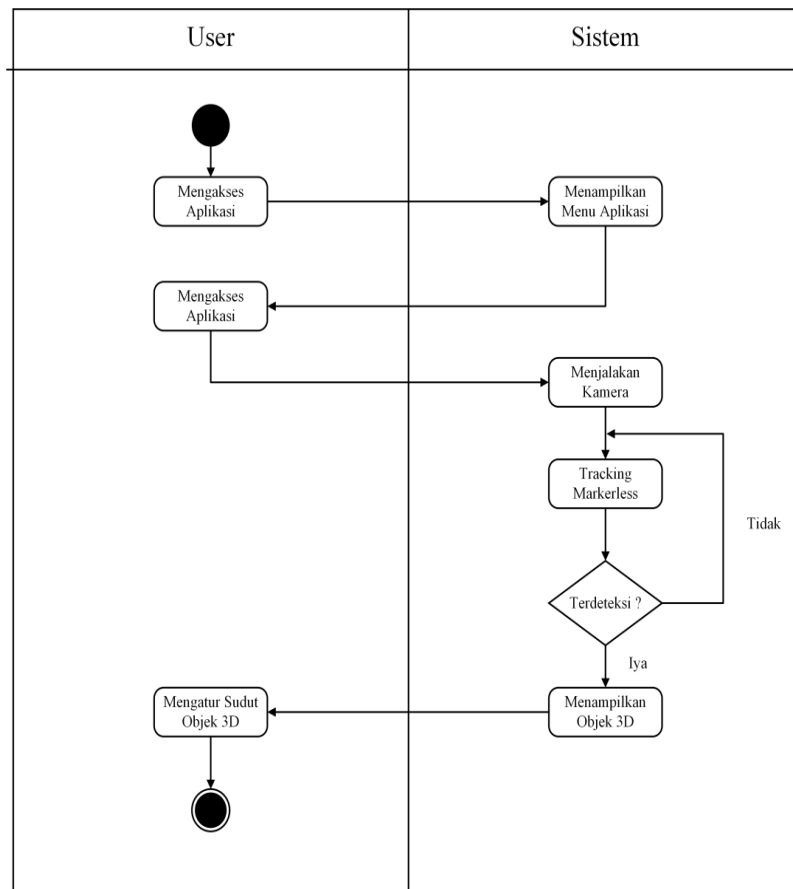 User
Sistem
Mengakses
Aplikasi
Menampilkan
Menu Aplikasi
Mengakses
Aplikasi
Menjalakan
Kamera
Tracking
Markerless
Tidak
Terdeteksi ?
Iya
Mengatur Sudut
Objek 3D
Menampilkan
Objek 3D